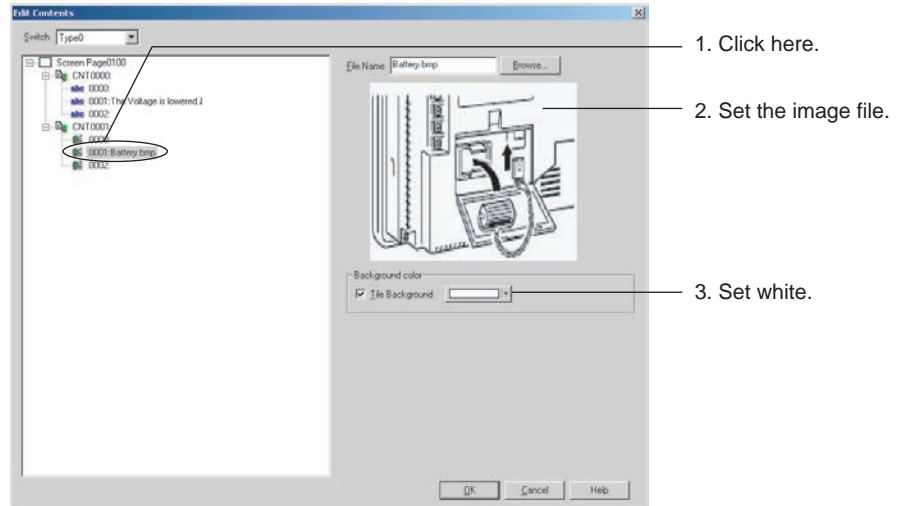 Edit Contents
Switch Type0
Screen Page0100
CNT0000:
abc 0000:
abc 0001:The Voltage is lowered.
abc 0002:
CNT0001:
0000:
0001:Battery.bmp
0002:
File Name Battery.bmp Browse...
Background color
Tile Background
OK Cancel Help
1. Click here.
2. Set the image file.
3. Set white.